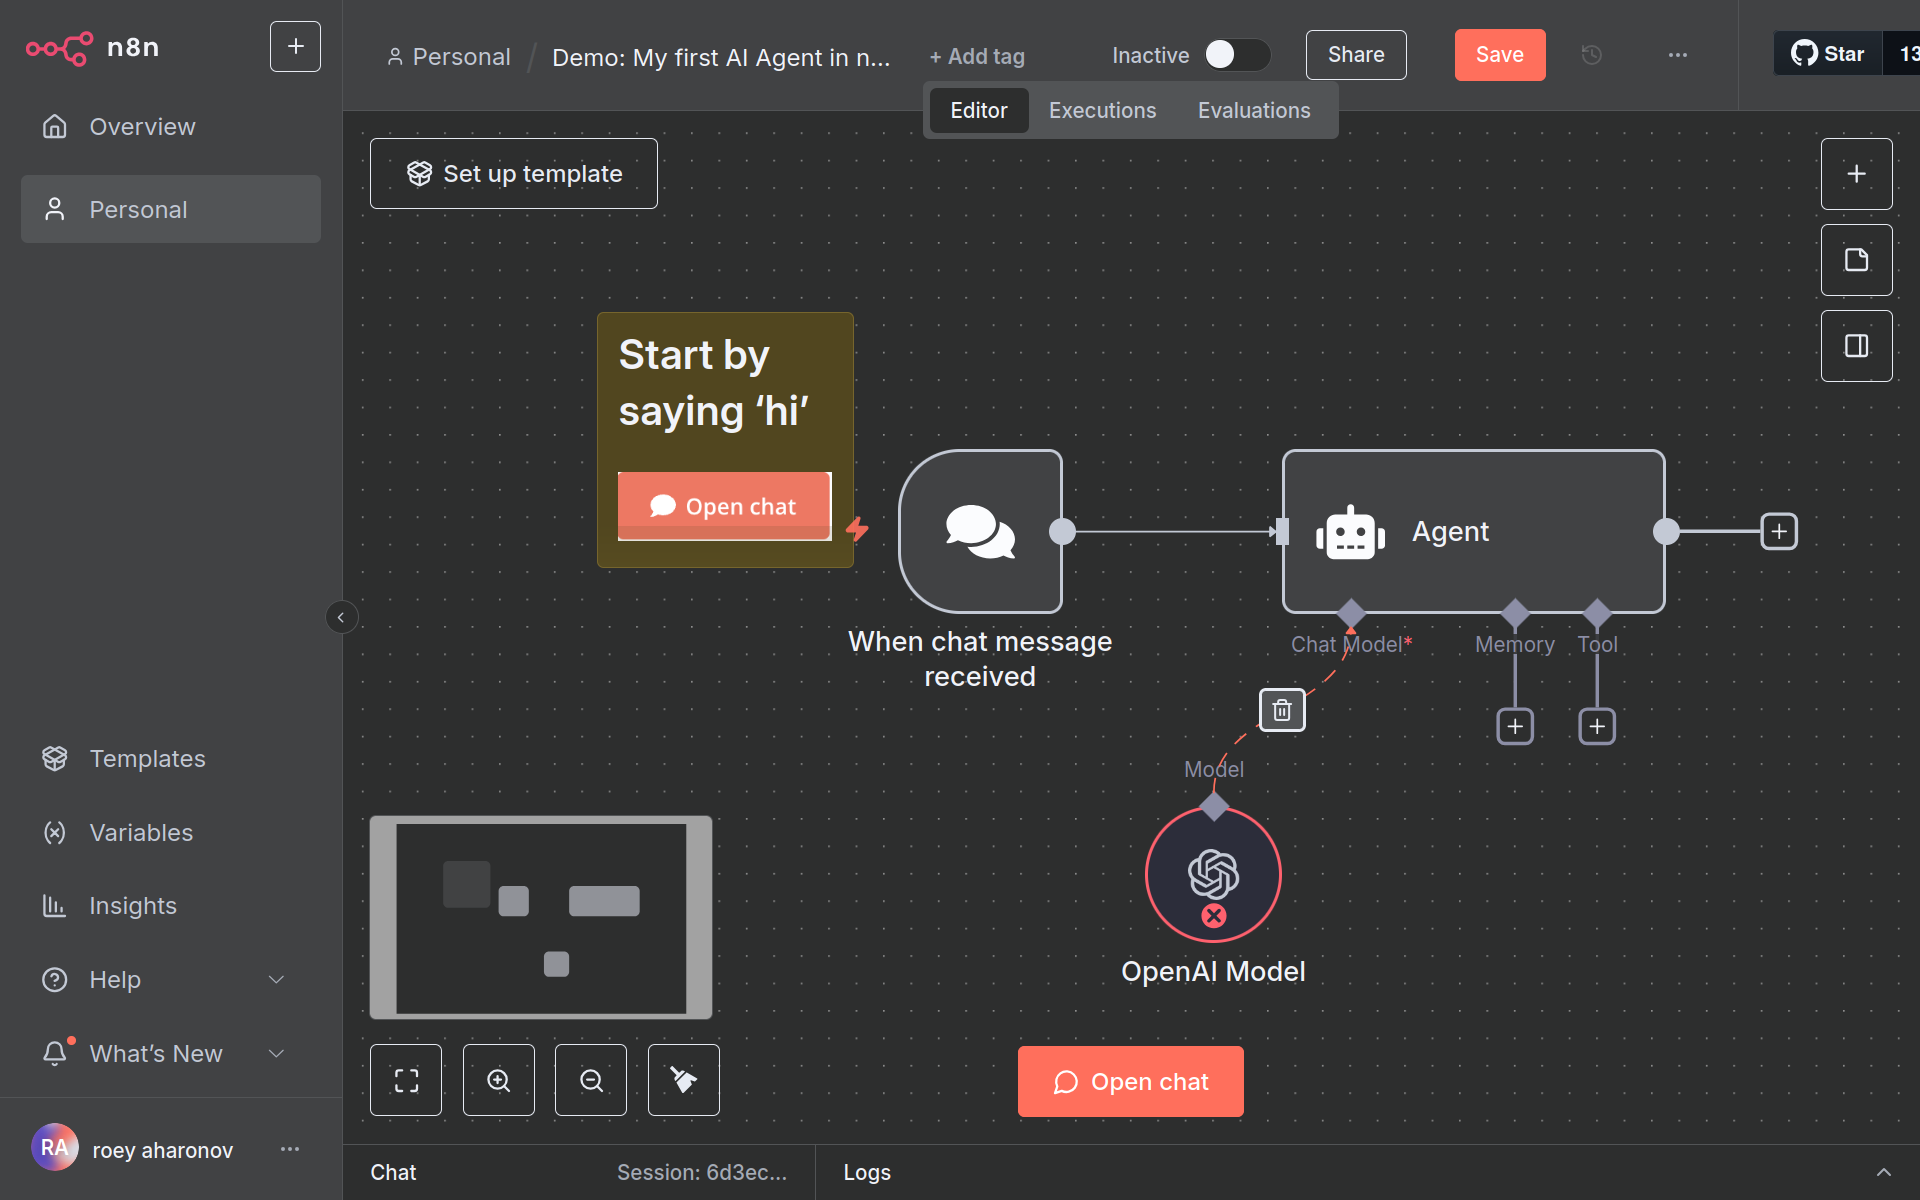 n8n
Overview
Personal
Templates
Variables
Insights
Help
What's New
RA
roey aharonov
Personal / Demo: My first AI Agent in n...
+ Add tag
Inactive
Share
Save
Star
13
Editor
Executions
Evaluations
Set up template
Start by
saying ‘hi’
Open chat
When chat message
received
Agent
Chat Model*
Memory
Tool
Model
OpenAI Model
Open chat
Chat
Session: 6d3ec...
Logs